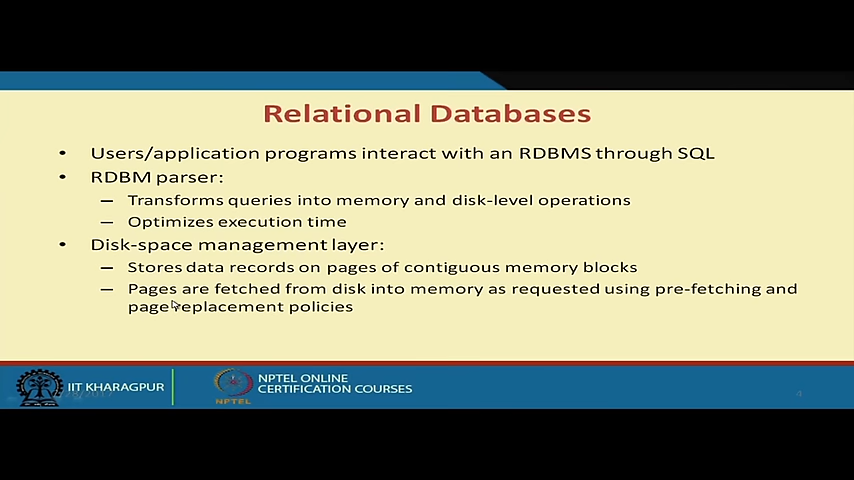 Relational Databases
• Users/application programs interact with an RDBMS through SQL
• RDBM parser:
– Transforms queries into memory and disk-level operations
– Optimizes execution time
• Disk-space management layer:
– Stores data records on pages of contiguous memory blocks
– Pages are fetched from disk into memory as requested using pre-fetching and
page replacement policies
IIT KHARAGPUR
NPTEL ONLINE
CERTIFICATION COURSES
NPTEL
4